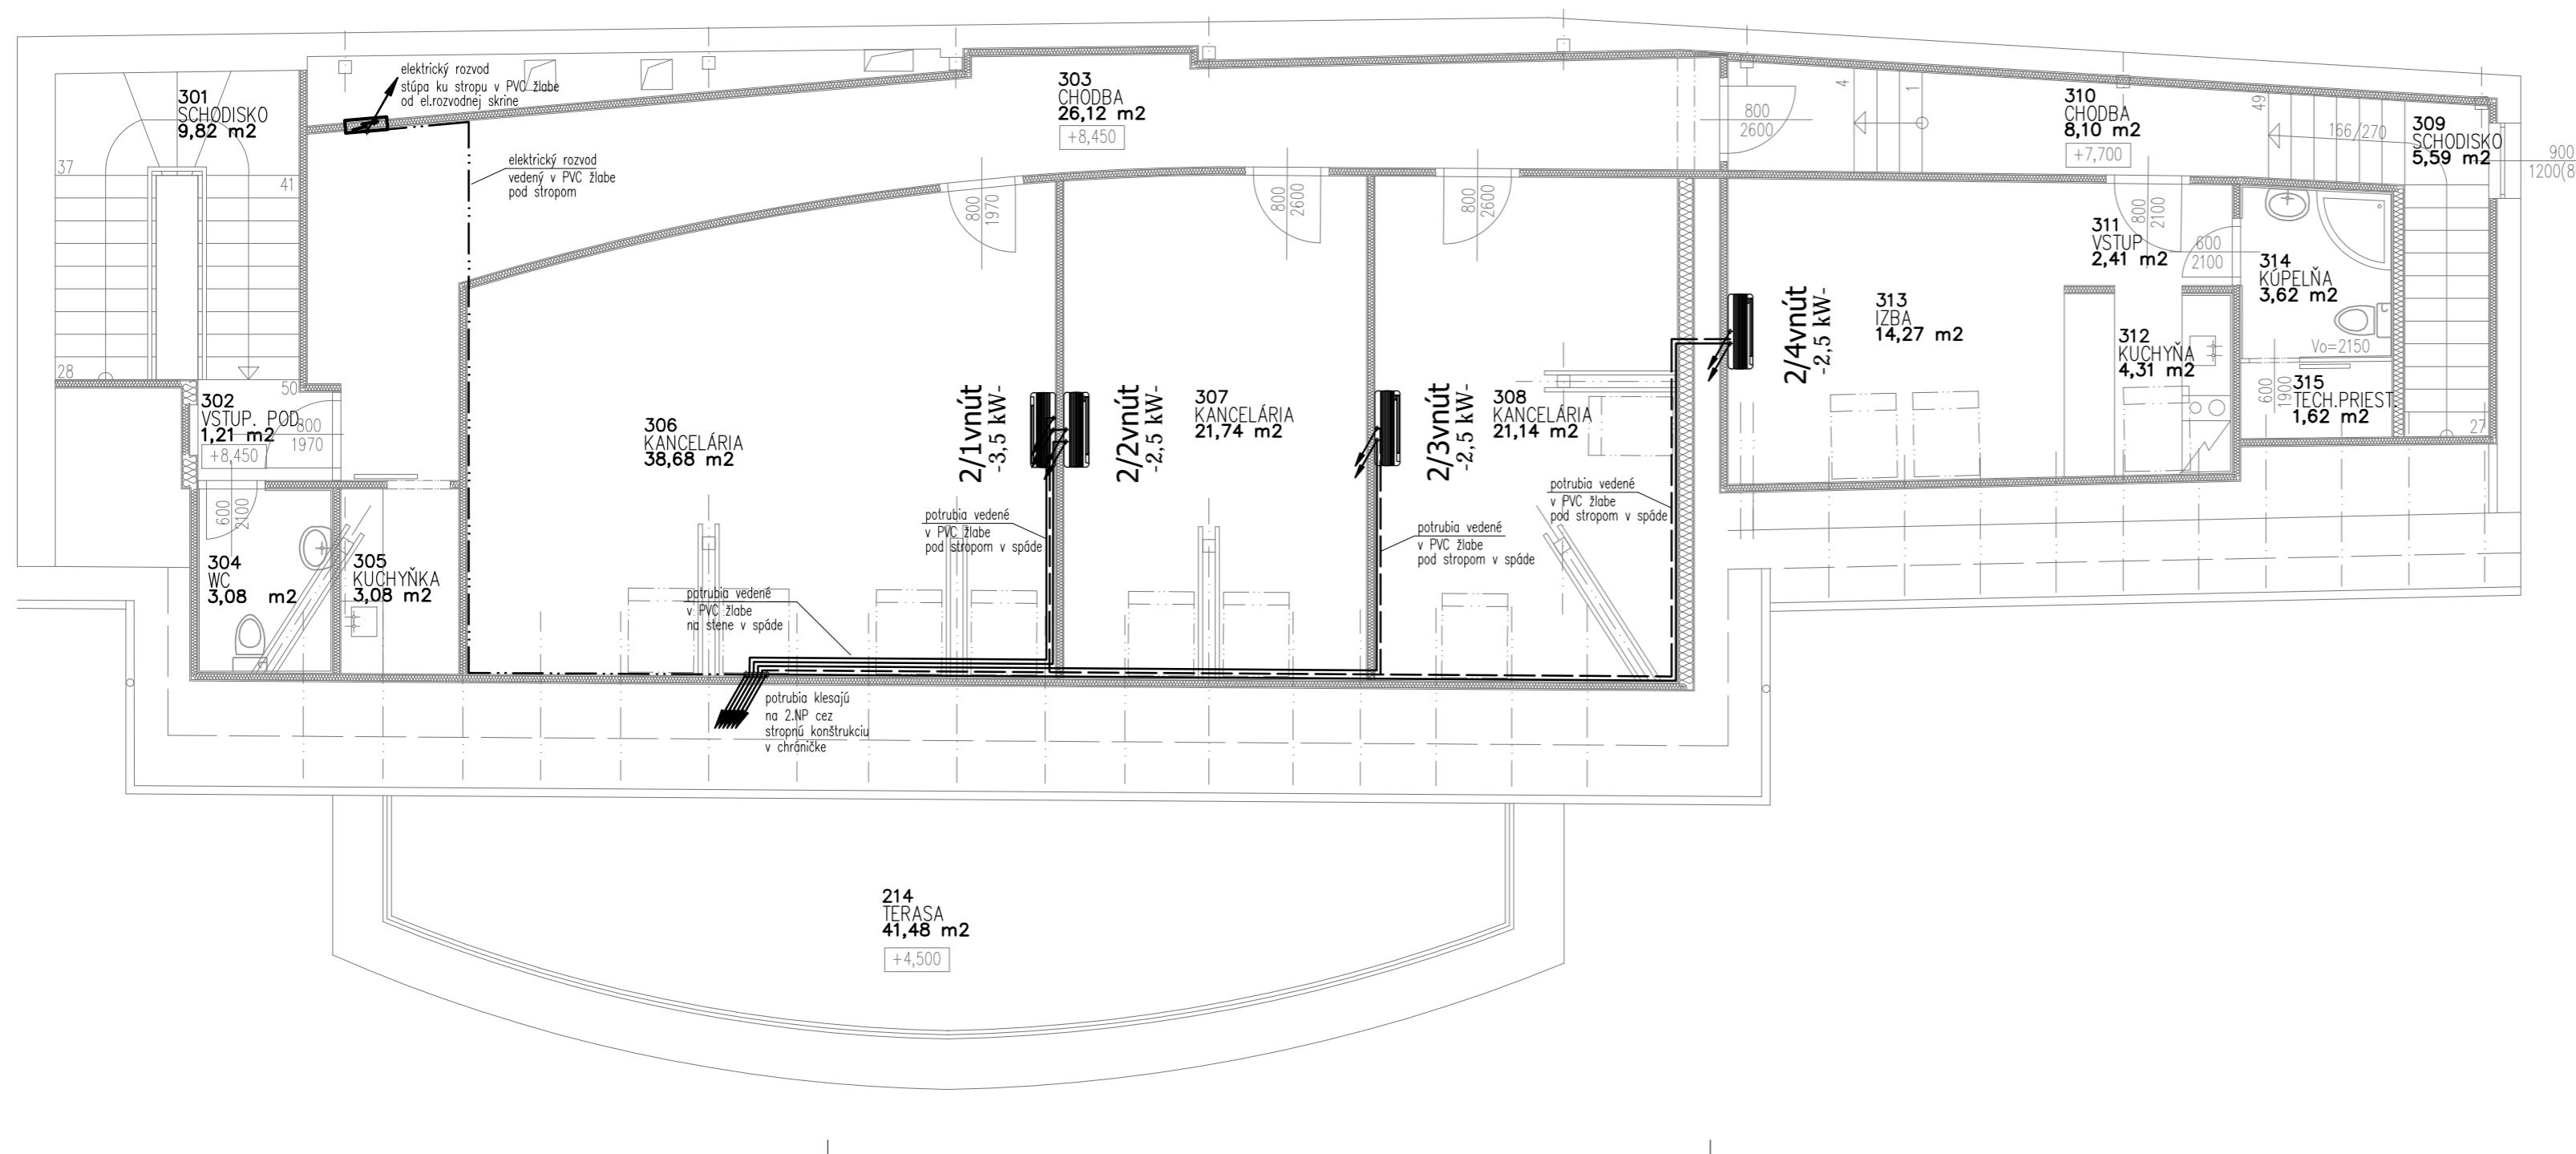 301
SCHODISKO
9,82 m2
elektrický rozvod
stúpa ku stropu v PVC žlabe
od el.rozvodnej skrine
elektrický rozvod
vedený v PVC žlabe
pod stropom
303
CHODBA
26,12 m2
+8,450
800
2600
4
1
310
CHODBA
8,10 m2
+7,700
49
166/270
309
SCHODISKO
5,59 m2
900
1200(8
37
41
28
50
27
800
1970
800
2600
800
2600
800
2100
600
2100
311
VSTUP
2,41 m2
314
KÚPELŇA
3,62 m2
Vo=2150
315
TECH.PRIEST
1,62 m2
600
1900
312
KUCHYŇA
4,31 m2
313
IZBA
14,27 m2
2/4vnút
-2,5 kW-
302
VSTUP. POD.
1,21 m2
+8,450
800
1970
600
2100
304
WC
3,08 m2
305
KUCHYŇKA
3,08 m2
306
KANCELÁRIA
38,68 m2
2/1vnút
-3,5 kW-
2/2vnút
-2,5 kW-
307
KANCELÁRIA
21,74 m2
2/3vnút
-2,5 kW-
308
KANCELÁRIA
21,14 m2
potrubia vedené
v PVC žlabe
pod stropom v spáde
potrubia vedené
v PVC žlabe
pod stropom v spáde
potrubia vedené
v PVC žlabe
pod stropom v spáde
potrubia vedené
v PVC žlabe
na stene v spáde
potrubia klesajú
na 2.NP cez
stropnú konštrukciu
v chráničke
214
TERASA
41,48 m2
+4,500